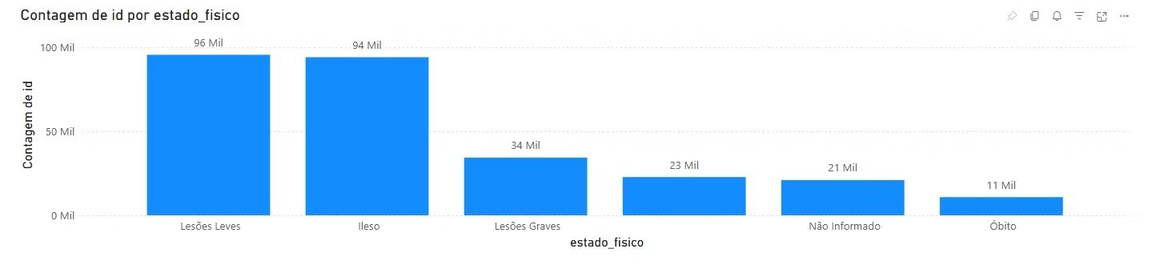 Contagem de id por estado_fisico
Contagem de id
100 Mil
50 Mil
0 Mil
96 Mil
94 Mil
34 Mil
23 Mil
21 Mil
11 Mil
Lesões Leves
Ileso
Lesões Graves
Não Informado
Óbito
estado_fisico